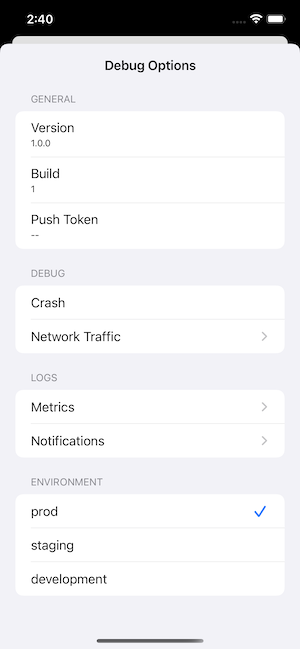 2:40
Debug Options
GENERAL
Version
1.0.0
Build
1
Push Token
--
DEBUG
Crash
Network Traffic
LOGS
Metrics
Notifications
ENVIRONMENT
prod
staging
development